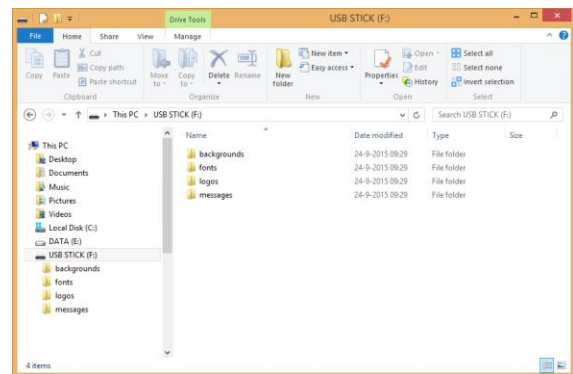 Drive Tools
USB STICK (F:)
File Home Share View Manage
Copy
Paste
Cut
Copy path
Paste shortcut
Clipboard
Move to
Copy to
Delete
Rename
Organize
New folder
New item
Easy access
New
Properties
Open
Edit
History
Open
Select all
Select none
Invert selection
Select
This PC USB STICK (F:)
Search USB STICK (F:)
This PC
Desktop
Documents
Music
Pictures
Videos
Local Disk (C:)
DATA (E:)
USB STICK (F:)
backgrounds
fonts
logos
messages
Name Date modified Type Size
backgrounds 24-9-2015 09:29 File folder
fonts 24-9-2015 09:29 File folder
logos 24-9-2015 09:29 File folder
messages 24-9-2015 09:29 File folder
4 items